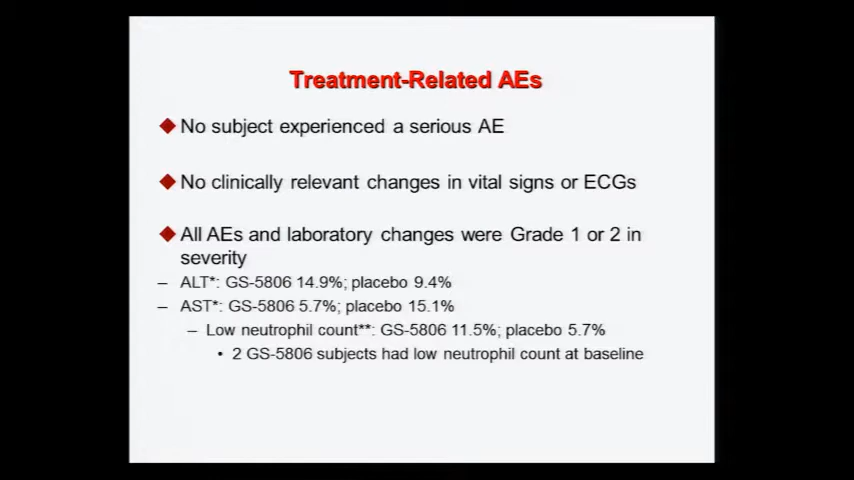 Treatment-Related AEs
◆ No subject experienced a serious AE
◆ No clinically relevant changes in vital signs or ECGs
◆ All AEs and laboratory changes were Grade 1 or 2 in
severity
– ALT*: GS-5806 14.9%; placebo 9.4%
– AST*: GS-5806 5.7%; placebo 15.1%
– Low neutrophil count**: GS-5806 11.5%; placebo 5.7%
• 2 GS-5806 subjects had low neutrophil count at baseline